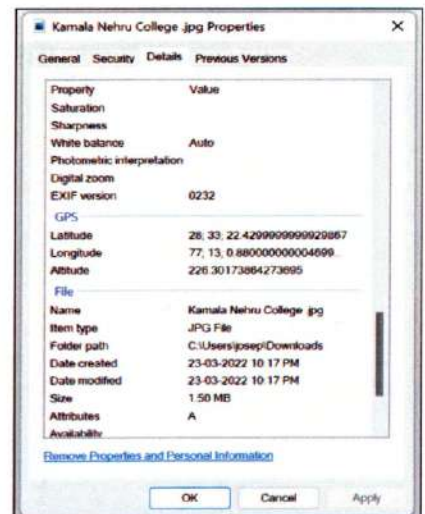 Kamala Nehru College .jpg Properties
General Security Details Previous Versions
Property Value
Saturation
Sharpness
White balance Auto
Photometric interpretation
Digital zoom
EXIF version 0232
GPS
Latitude 28; 33; 22.4299999999929867
Longitude 77; 13; 0.880000000004699...
Altitude 226.30173864273695
File
Name Kamala Nehru College .jpg
Item type JPG File
Folder path C:\Users\josep\Downloads
Date created 23-03-2022 10:17 PM
Date modified 23-03-2022 10:17 PM
Size 1.50 MB
Attributes A
Availability
Remove Properties and Personal Information
OK Cancel Apply